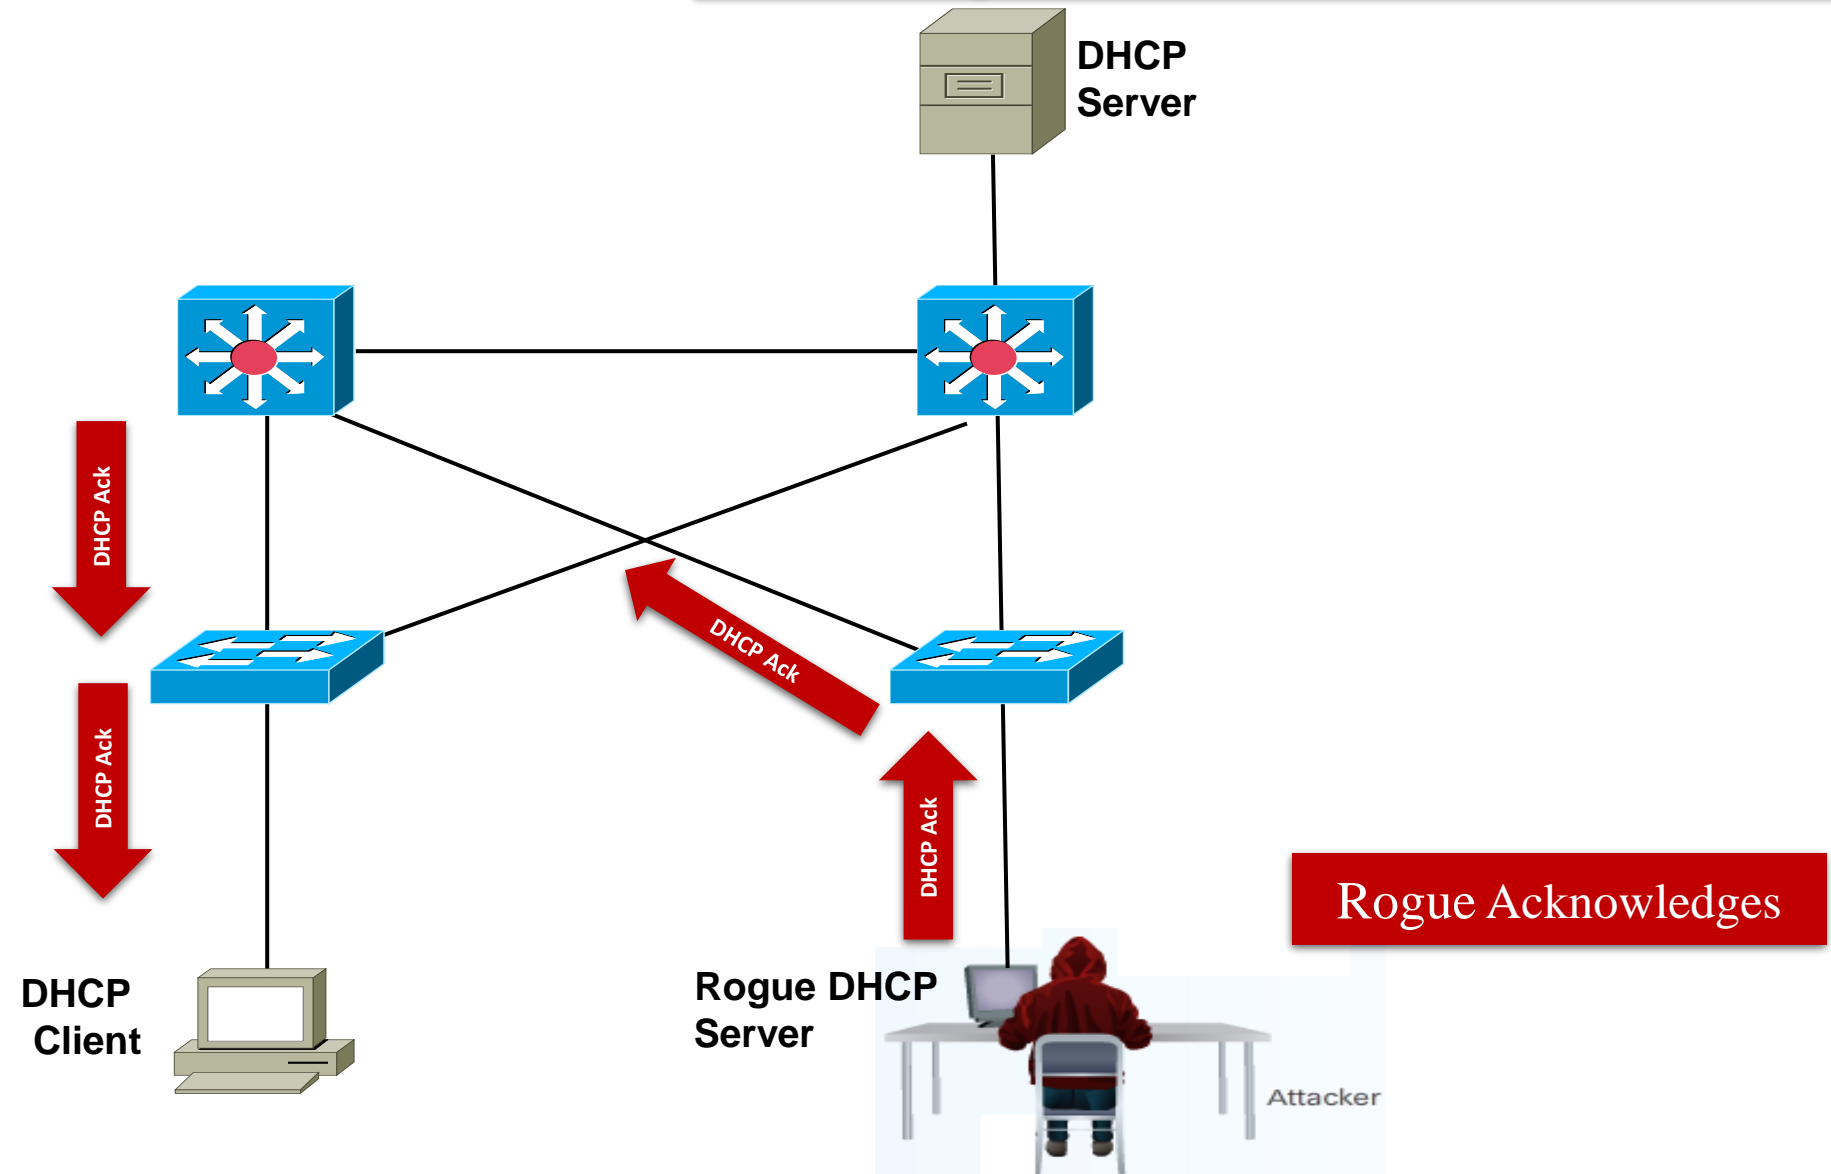 DHCP
Server
DHCP Ack
DHCP Ack
DHCP Ack
DHCP Ack
Rogue Acknowledges
DHCP
Client
Rogue DHCP
Server
Attacker